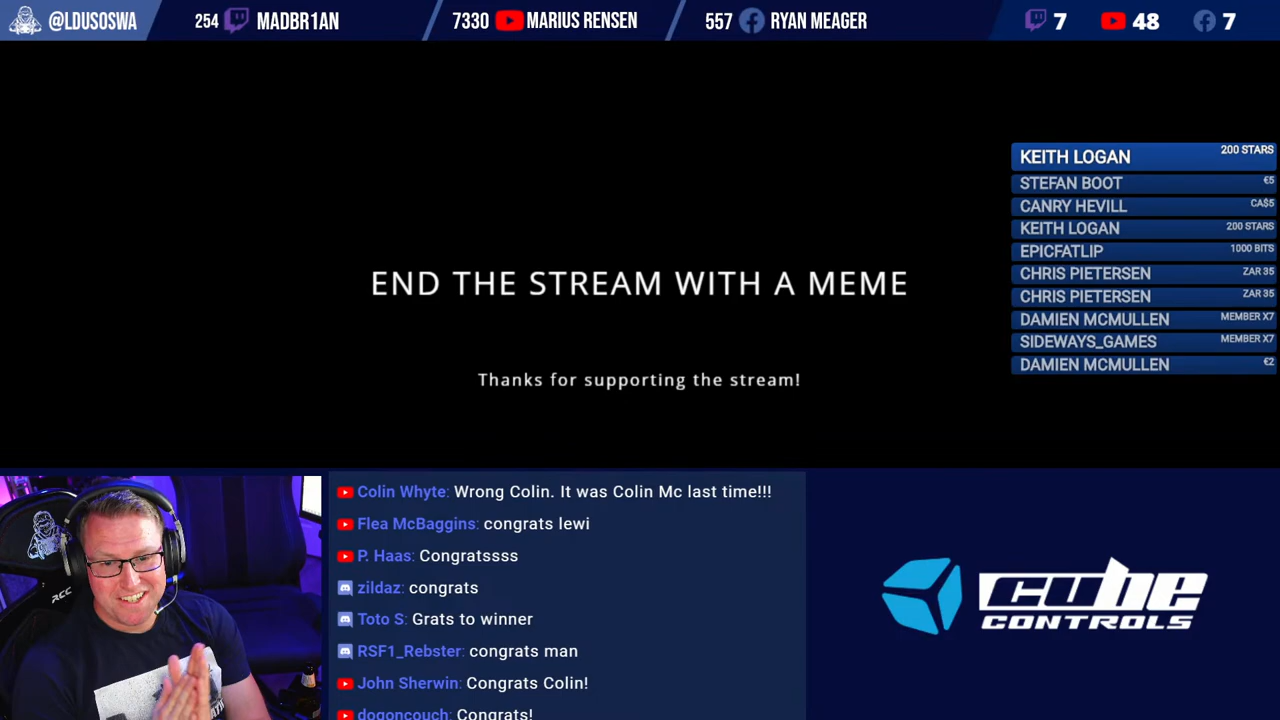 @LDUSOSWA
254 MADBR1AN
7330 MARIUS RENSEN
557 RYAN MEAGER
7
48
7
KEITH LOGAN 200 STARS
STEFAN BOOT €5
CANRY HEVILL CA$5
KEITH LOGAN 200 STARS
EPICFATLIP 1000 BITS
CHRIS PIETERSEN ZAR 35
CHRIS PIETERSEN ZAR 35
DAMIEN MCMULLEN MEMBER X7
SIDEWAYS_GAMES MEMBER X7
DAMIEN MCMULLEN €2
END THE STREAM WITH A MEME
Thanks for supporting the stream!
Colin Whyte: Wrong Colin. It was Colin Mc last time!!!
Flea McBaggins: congrats lewi
P. Haas: Congratssss
zildaz: congrats
Toto S: Grats to winner
RSF1_Rebster: congrats man
John Sherwin: Congrats Colin!
dogoncouch: Congrats!
cube
CONTROLS